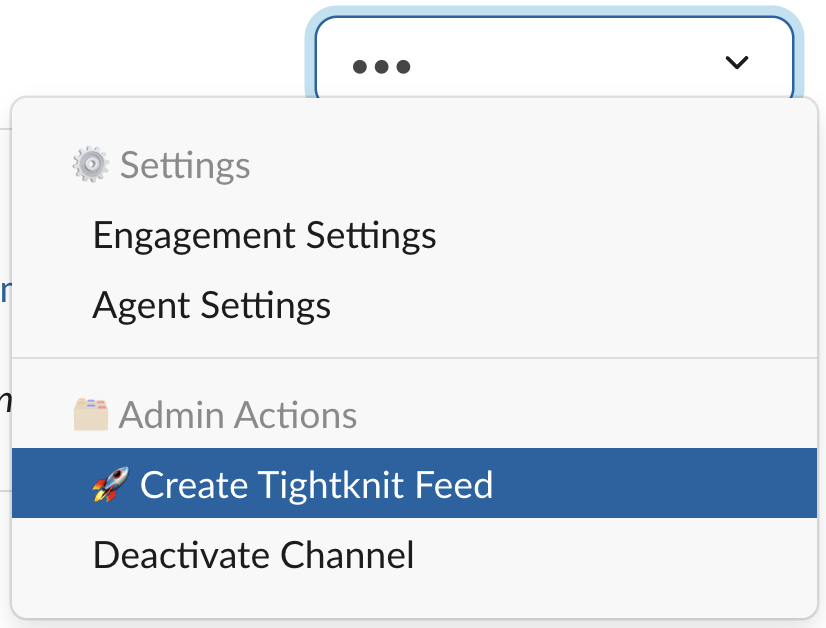 •••
Settings
Engagement Settings
Agent Settings
Admin Actions
Create Tightknit Feed
Deactivate Channel